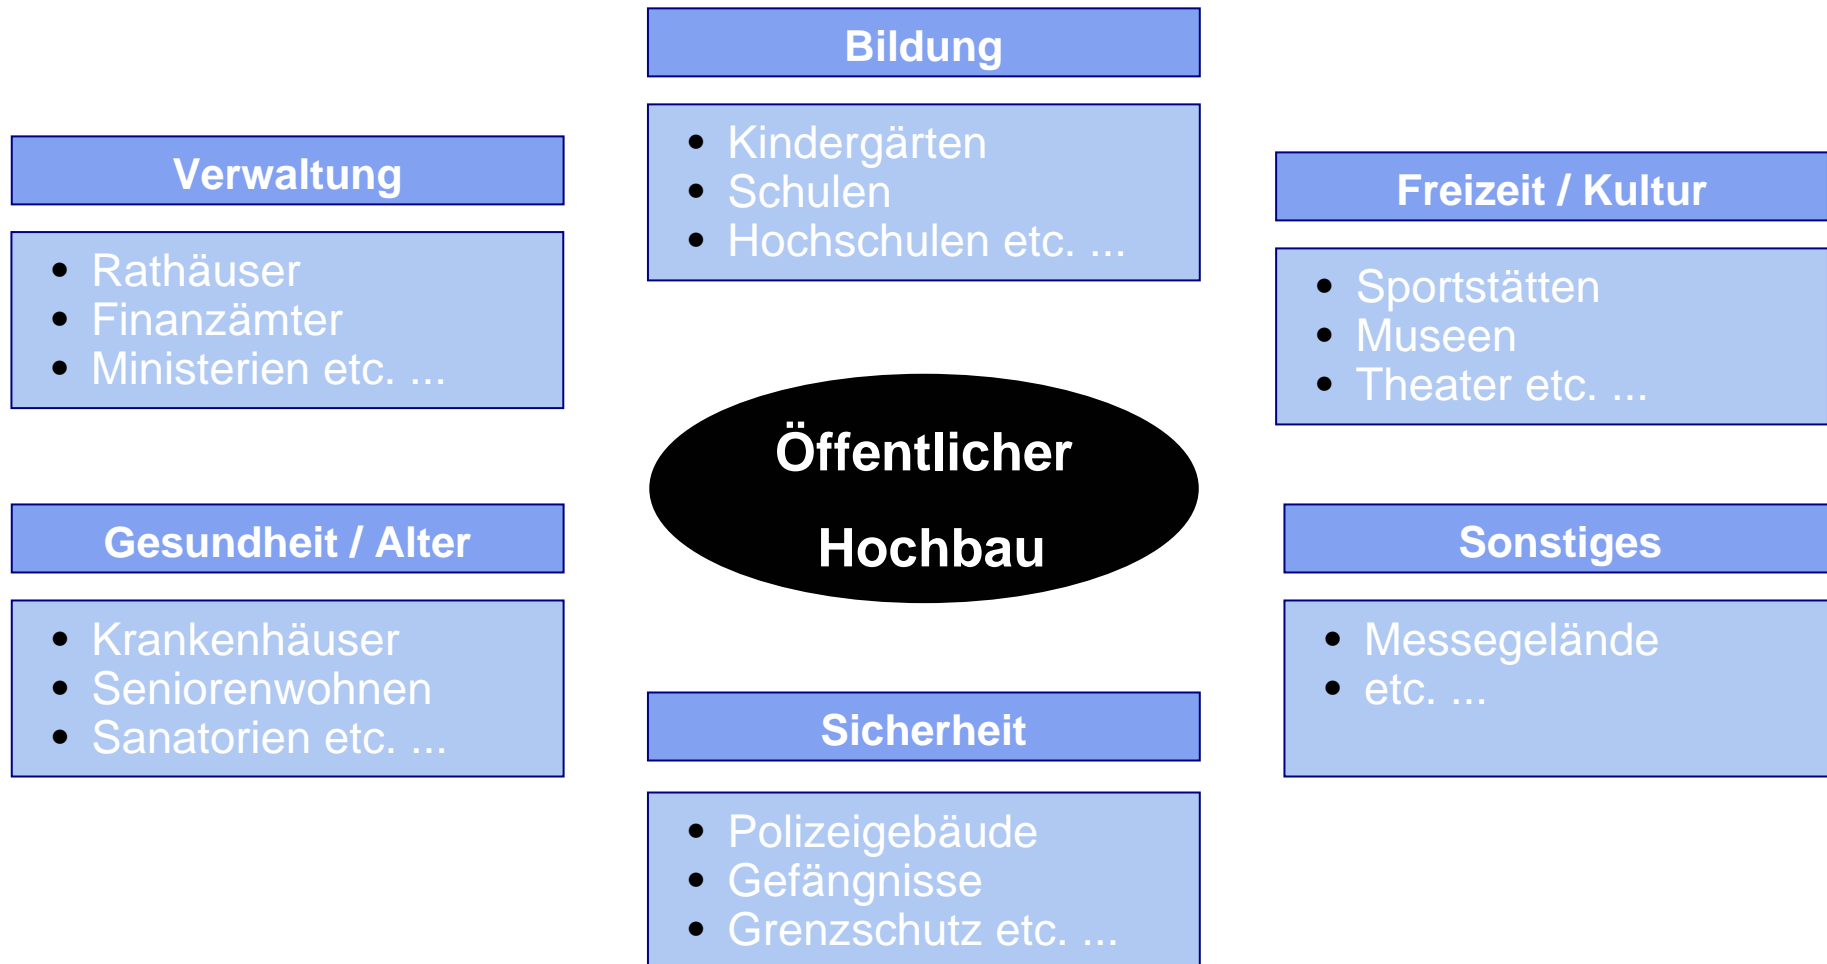 Bildung
• Kindergärten
• Schulen
• Hochschulen etc. ...
Verwaltung
• Rathäuser
• Finanzämter
• Ministerien etc. ...
Freizeit / Kultur
• Sportstätten
• Museen
• Theater etc. ...
Öffentlicher
Hochbau
Gesundheit / Alter
• Krankenhäuser
• Seniorenwohnen
• Sanatorien etc. ...
Sonstiges
• Messegelände
• etc. ...
Sicherheit
• Polizeigebäude
• Gefängnisse
• Grenzschutz etc. ...